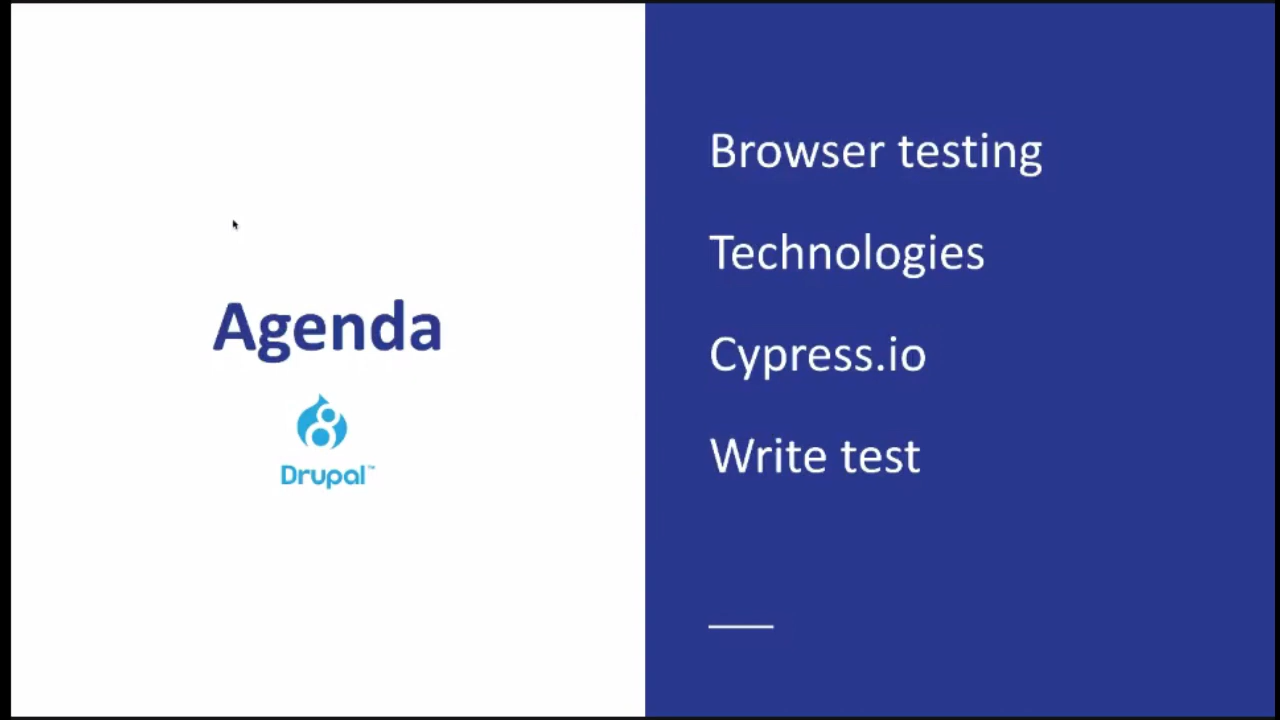 Agenda
Drupal™
Browser testing
Technologies
Cypress.io
Write test